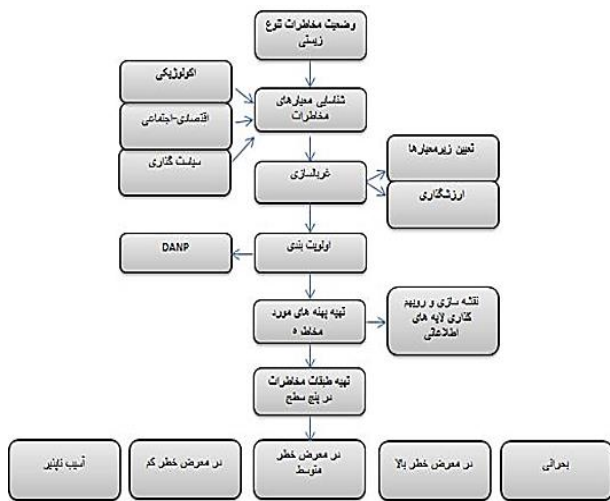 وضعیت مخاطرات تنوع
زیستی
اکولوژیکی
اقتصادی-اجتماعی
سیاست گذاری
شناسایی معیارهای
مخاطرات
غربالسازی
تعیین زیرمعیارها
ارزشگذاری
اولویت بندی
DANP
تهیه پهنه های مورد
مخاطره
نقشه سازی و رویهم
گذاری لایه های
اطلاعاتی
تهیه طبقات مخاطرات
در پنج سطح
بحرانی
در معرض خطر بالا
در معرض خطر
متوسط
در معرض خطر کم
آسیب ناپذیر